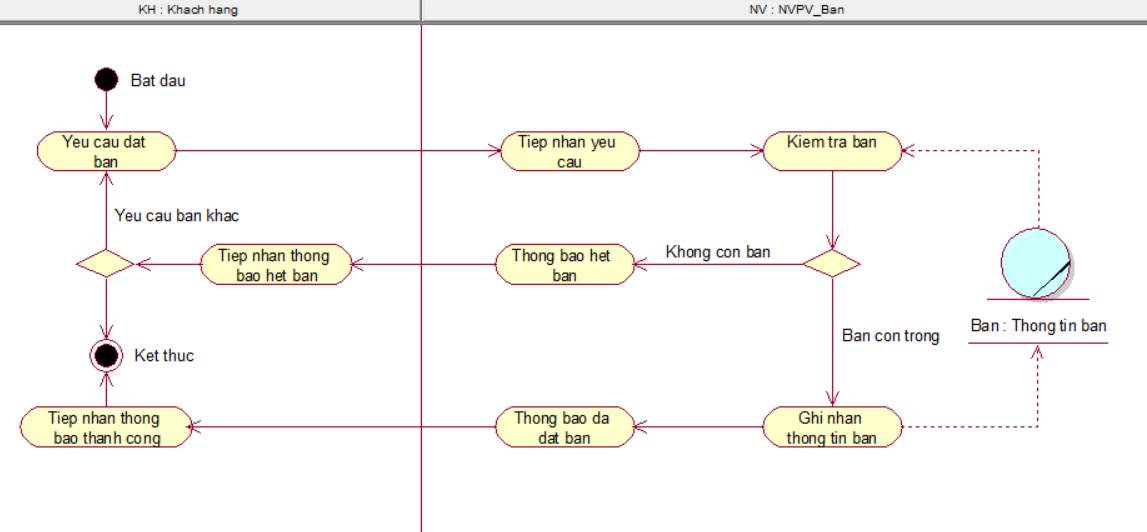 KH : Khach hang
NV : NVPV_Ban
Bat dau
Yeu cau dat
ban
Tiep nhan yeu
cau
Kiem tra ban
Yeu cau ban khac
Tiep nhan thong
bao het ban
Thong bao het
ban
Khong con ban
Ban : Thong tin ban
Ban con trong
Ket thuc
Tiep nhan thong
bao thanh cong
Thong bao da
dat ban
Ghi nhan
thong tin ban